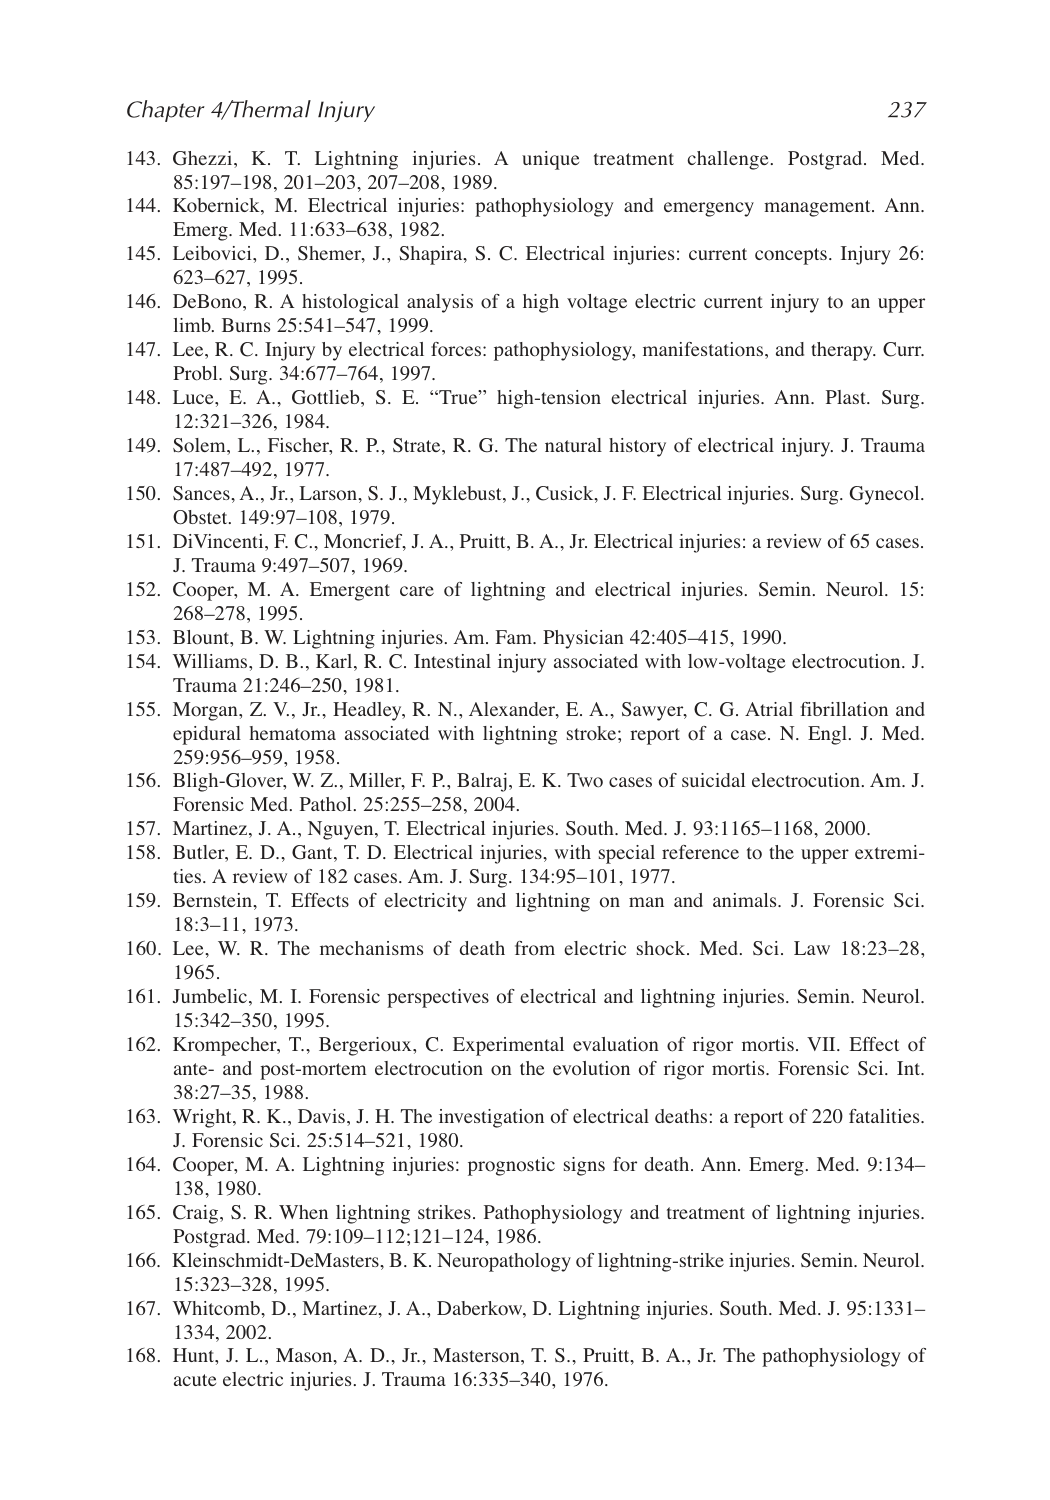 Chapter 4/Thermal Injury 237
143. Ghezzi, K. T. Lightning injuries. A unique treatment challenge. Postgrad. Med.
85:197–198, 201–203, 207–208, 1989.
144. Kobernick, M. Electrical injuries: pathophysiology and emergency management. Ann.
Emerg. Med. 11:633–638, 1982.
145. Leibovici, D., Shemer, J., Shapira, S. C. Electrical injuries: current concepts. Injury 26:
623–627, 1995.
146. DeBono, R. A histological analysis of a high voltage electric current injury to an upper
limb. Burns 25:541–547, 1999.
147. Lee, R. C. Injury by electrical forces: pathophysiology, manifestations, and therapy. Curr.
Probl. Surg. 34:677–764, 1997.
148. Luce, E. A., Gottlieb, S. E. “True” high-tension electrical injuries. Ann. Plast. Surg.
12:321–326, 1984.
149. Solem, L., Fischer, R. P., Strate, R. G. The natural history of electrical injury. J. Trauma
17:487–492, 1977.
150. Sances, A., Jr., Larson, S. J., Myklebust, J., Cusick, J. F. Electrical injuries. Surg. Gynecol.
Obstet. 149:97–108, 1979.
151. DiVincenti, F. C., Moncrief, J. A., Pruitt, B. A., Jr. Electrical injuries: a review of 65 cases.
J. Trauma 9:497–507, 1969.
152. Cooper, M. A. Emergent care of lightning and electrical injuries. Semin. Neurol. 15:
268–278, 1995.
153. Blount, B. W. Lightning injuries. Am. Fam. Physician 42:405–415, 1990.
154. Williams, D. B., Karl, R. C. Intestinal injury associated with low-voltage electrocution. J.
Trauma 21:246–250, 1981.
155. Morgan, Z. V., Jr., Headley, R. N., Alexander, E. A., Sawyer, C. G. Atrial fibrillation and
epidural hematoma associated with lightning stroke; report of a case. N. Engl. J. Med.
259:956–959, 1958.
156. Bligh-Glover, W. Z., Miller, F. P., Balraj, E. K. Two cases of suicidal electrocution. Am. J.
Forensic Med. Pathol. 25:255–258, 2004.
157. Martinez, J. A., Nguyen, T. Electrical injuries. South. Med. J. 93:1165–1168, 2000.
158. Butler, E. D., Gant, T. D. Electrical injuries, with special reference to the upper extremi-
ties. A review of 182 cases. Am. J. Surg. 134:95–101, 1977.
159. Bernstein, T. Effects of electricity and lightning on man and animals. J. Forensic Sci.
18:3–11, 1973.
160. Lee, W. R. The mechanisms of death from electric shock. Med. Sci. Law 18:23–28,
1965.
161. Jumbelic, M. I. Forensic perspectives of electrical and lightning injuries. Semin. Neurol.
15:342–350, 1995.
162. Krompecher, T., Bergerioux, C. Experimental evaluation of rigor mortis. VII. Effect of
ante- and post-mortem electrocution on the evolution of rigor mortis. Forensic Sci. Int.
38:27–35, 1988.
163. Wright, R. K., Davis, J. H. The investigation of electrical deaths: a report of 220 fatalities.
J. Forensic Sci. 25:514–521, 1980.
164. Cooper, M. A. Lightning injuries: prognostic signs for death. Ann. Emerg. Med. 9:134–
138, 1980.
165. Craig, S. R. When lightning strikes. Pathophysiology and treatment of lightning injuries.
Postgrad. Med. 79:109–112;121–124, 1986.
166. Kleinschmidt-DeMasters, B. K. Neuropathology of lightning-strike injuries. Semin. Neurol.
15:323–328, 1995.
167. Whitcomb, D., Martinez, J. A., Daberkow, D. Lightning injuries. South. Med. J. 95:1331–
1334, 2002.
168. Hunt, J. L., Mason, A. D., Jr., Masterson, T. S., Pruitt, B. A., Jr. The pathophysiology of
acute electric injuries. J. Trauma 16:335–340, 1976.